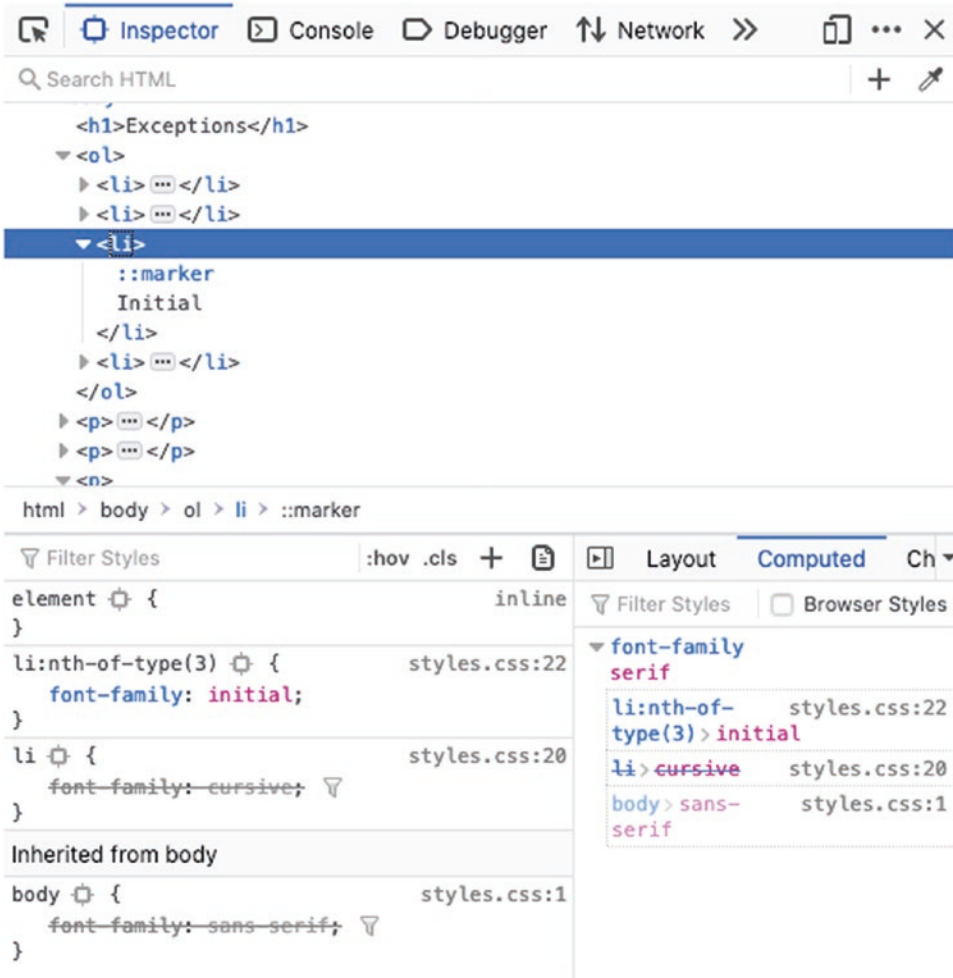 Inspector Console Debugger Network
Search HTML
<h1>Exceptions</h1>
<ol>
<li> ••• </li>
<li> ••• </li>
<li>
::marker
Initial
</li>
<li> ••• </li>
</ol>
<p> ••• </p>
<p> ••• </p>
<p>
html > body > ol > li > ::marker
Filter Styles :hov .cls +
element {
inline
}
li:nth-of-type(3) { styles.css:22
font-family: initial;
}
li { styles.css:20
font-family: cursive;
}
Inherited from body
body { styles.css:1
font-family: sans-serif;
}
Layout Computed Ch
Filter Styles Browser Styles
font-family
serif
li:nth-of- styles.css:22
type(3) > initial
li > cursive styles.css:20
body > sans- styles.css:1
serif